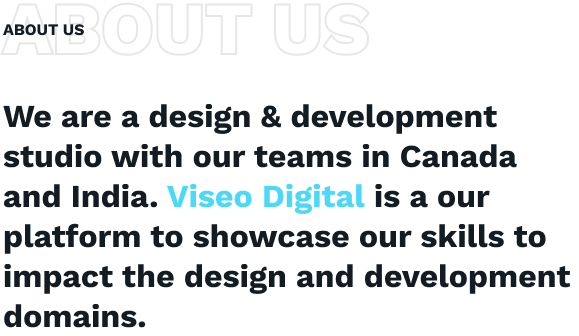 ABOUT US
ABOUT US
We are a design & development
studio with our teams in Canada
and India. Viseo Digital is a our
platform to showcase our skills to
impact the design and development
domains.